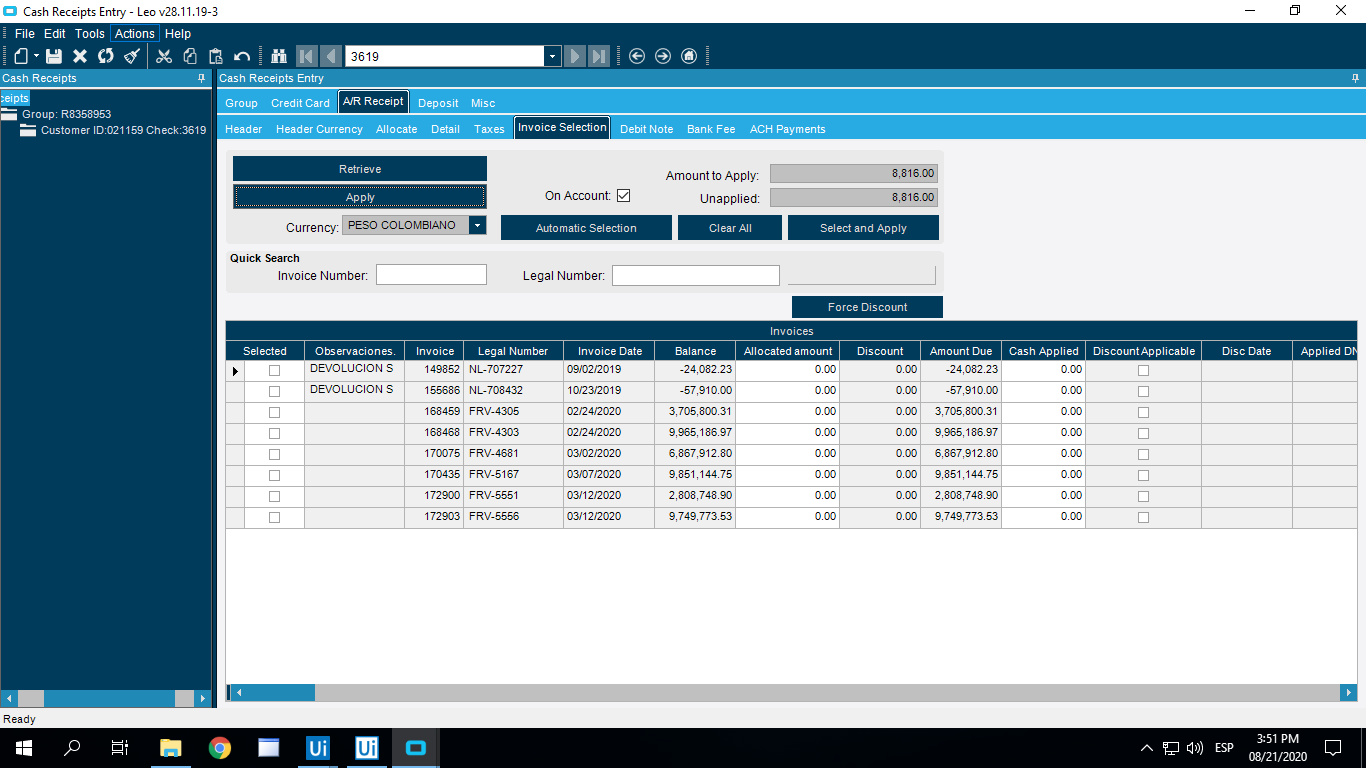 Cash Receipts Entry - Leo v28.11.19-3
File Edit Tools Actions Help
3619
Cash Receipts
Cash Receipts Entry
ceipts
Group: R8358953
Customer ID:021159 Check:3619
Group Credit Card A/R Receipt Deposit Misc
Header Header Currency Allocate Detail Taxes Invoice Selection Debit Note Bank Fee ACH Payments
Retrieve
Amount to Apply: 8,816.00
Apply
On Account:
Unapplied: 8,816.00
Currency: PESO COLOMBIANO
Automatic Selection Clear All Select and Apply
Quick Search
Invoice Number: Legal Number:
Force Discount
Invoices
Selected Observaciones. Invoice Legal Number Invoice Date Balance Allocated amount Discount Amount Due Cash Applied Discount Applicable Disc Date Applied DN
DEVOLUCION S 149852 NL-707227 09/02/2019 -24,082.23 0.00 0.00 -24,082.23 0.00
DEVOLUCION S 155686 NL-708432 10/23/2019 -57,910.00 0.00 0.00 -57,910.00 0.00
168459 FRV-4305 02/24/2020 3,705,800.31 0.00 0.00 3,705,800.31 0.00
168468 FRV-4303 02/24/2020 9,965,186.97 0.00 0.00 9,965,186.97 0.00
170075 FRV-4681 03/02/2020 6,867,912.80 0.00 0.00 6,867,912.80 0.00
170435 FRV-5167 03/07/2020 9,851,144.75 0.00 0.00 9,851,144.75 0.00
172900 FRV-5551 03/12/2020 2,808,748.90 0.00 0.00 2,808,748.90 0.00
172903 FRV-5556 03/12/2020 9,749,773.53 0.00 0.00 9,749,773.53 0.00
Ready
Ui Ui
ESP
3:51 PM
08/21/2020